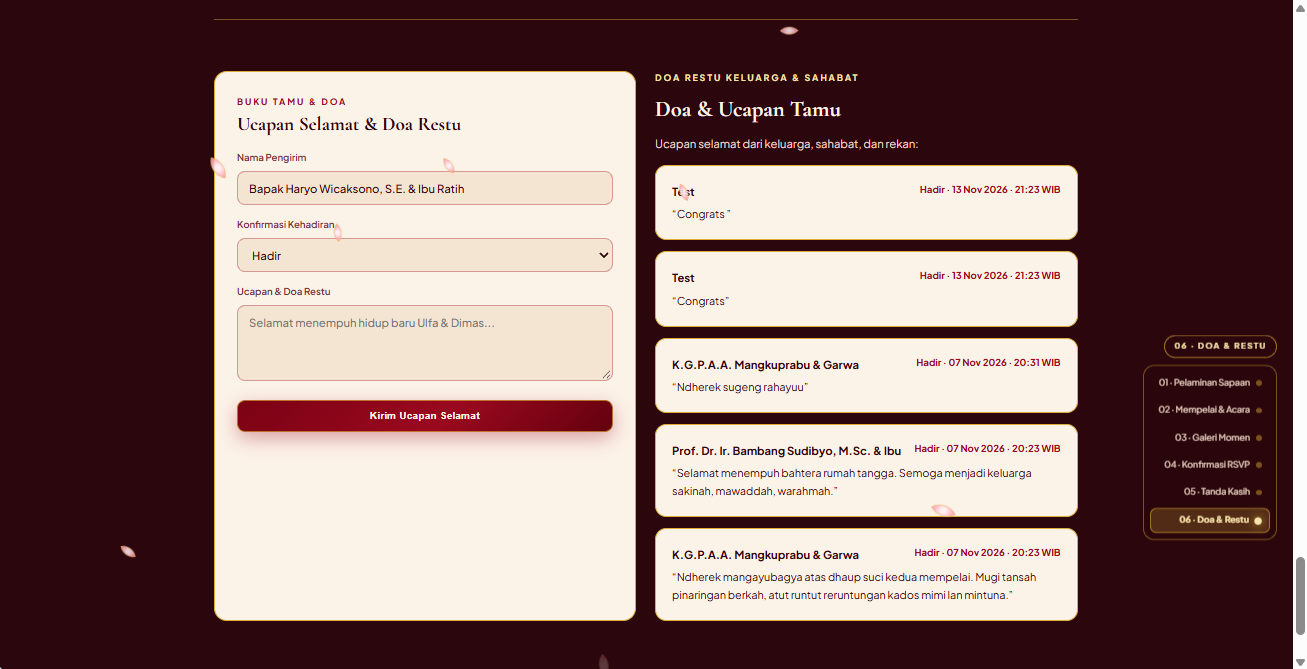 BUKU TAMU & DOA
Ucapan Selamat & Doa Restu
Nama Pengirim
Bapak Haryo Wicaksono, S.E. & Ibu Ratih
Konfirmasi Kehadiran
Hadir
Ucapan & Doa Restu
Selamat menempuh hidup baru Ulfa & Dimas...
Kirim Ucapan Selamat
DOA RESTU KELUARGA & SAHABAT
Doa & Ucapan Tamu
Ucapan selamat dari keluarga, sahabat, dan rekan:
Test
Hadir · 13 Nov 2026 · 21:23 WIB
“Congrats ”
Test
Hadir · 13 Nov 2026 · 21:23 WIB
“Congrats”
K.G.P.A.A. Mangkuprabu & Garwa
Hadir · 07 Nov 2026 · 20:31 WIB
“Ndherek sugeng rahayuu”
Prof. Dr. Ir. Bambang Sudibyo, M.Sc. & Ibu
Hadir · 07 Nov 2026 · 20:23 WIB
“Selamat menempuh bahtera rumah tangga. Semoga menjadi keluarga
sakinah, mawaddah, warahmah.”
K.G.P.A.A. Mangkuprabu & Garwa
Hadir · 07 Nov 2026 · 20:23 WIB
“Ndherek mangayubagya atas dhaup suci kedua mempelai. Mugi tansah
pinaringan berkah, atut runtut reruntungan kados mimi lan mintuna.”
06 · DOA & RESTU
01 · Pelaminan Sapaan
02 · Mempelai & Acara
03 · Galeri Momen
04 · Konfirmasi RSVP
05 · Tanda Kasih
06 · Doa & Restu